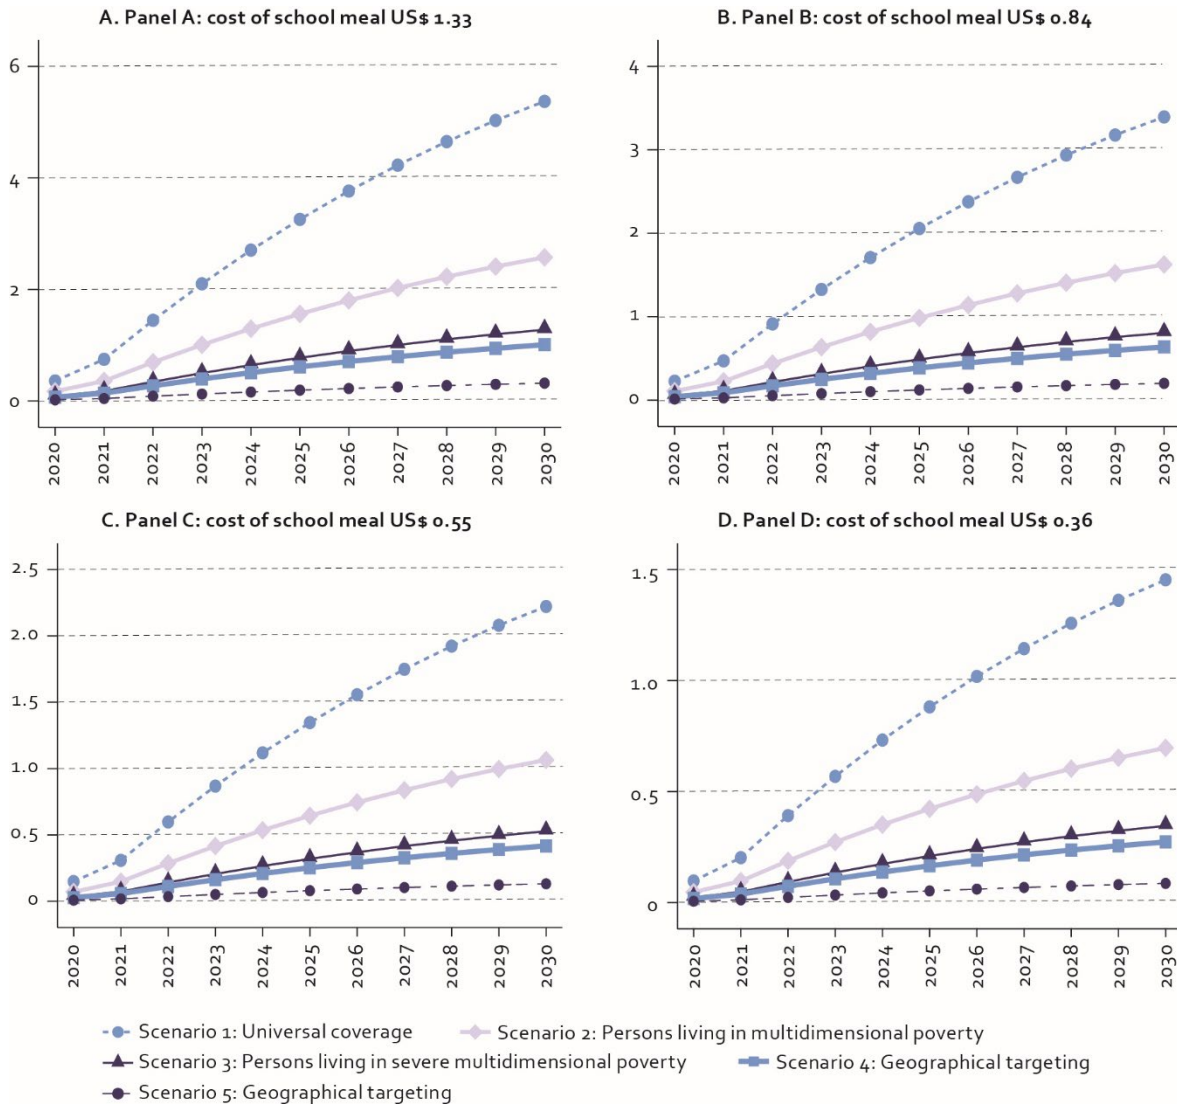 A. Panel A: cost of school meal US$ 1.33
6
4
2
0
2020 2021 2022 2023 2024 2025 2026 2027 2028 2029 2030
B. Panel B: cost of school meal US$ 0.84
4
3
2
1
0
2020 2021 2022 2023 2024 2025 2026 2027 2028 2029 2030
C. Panel C: cost of school meal US$ 0.55
2.5
2.0
1.5
1.0
0.5
0
2020 2021 2022 2023 2024 2025 2026 2027 2028 2029 2030
D. Panel D: cost of school meal US$ 0.36
1.5
1.0
0.5
0
2020 2021 2022 2023 2024 2025 2026 2027 2028 2029 2030
Scenario 1: Universal coverage Scenario 2: Persons living in multidimensional poverty
Scenario 3: Persons living in severe multidimensional poverty Scenario 4: Geographical targeting
Scenario 5: Geographical targeting